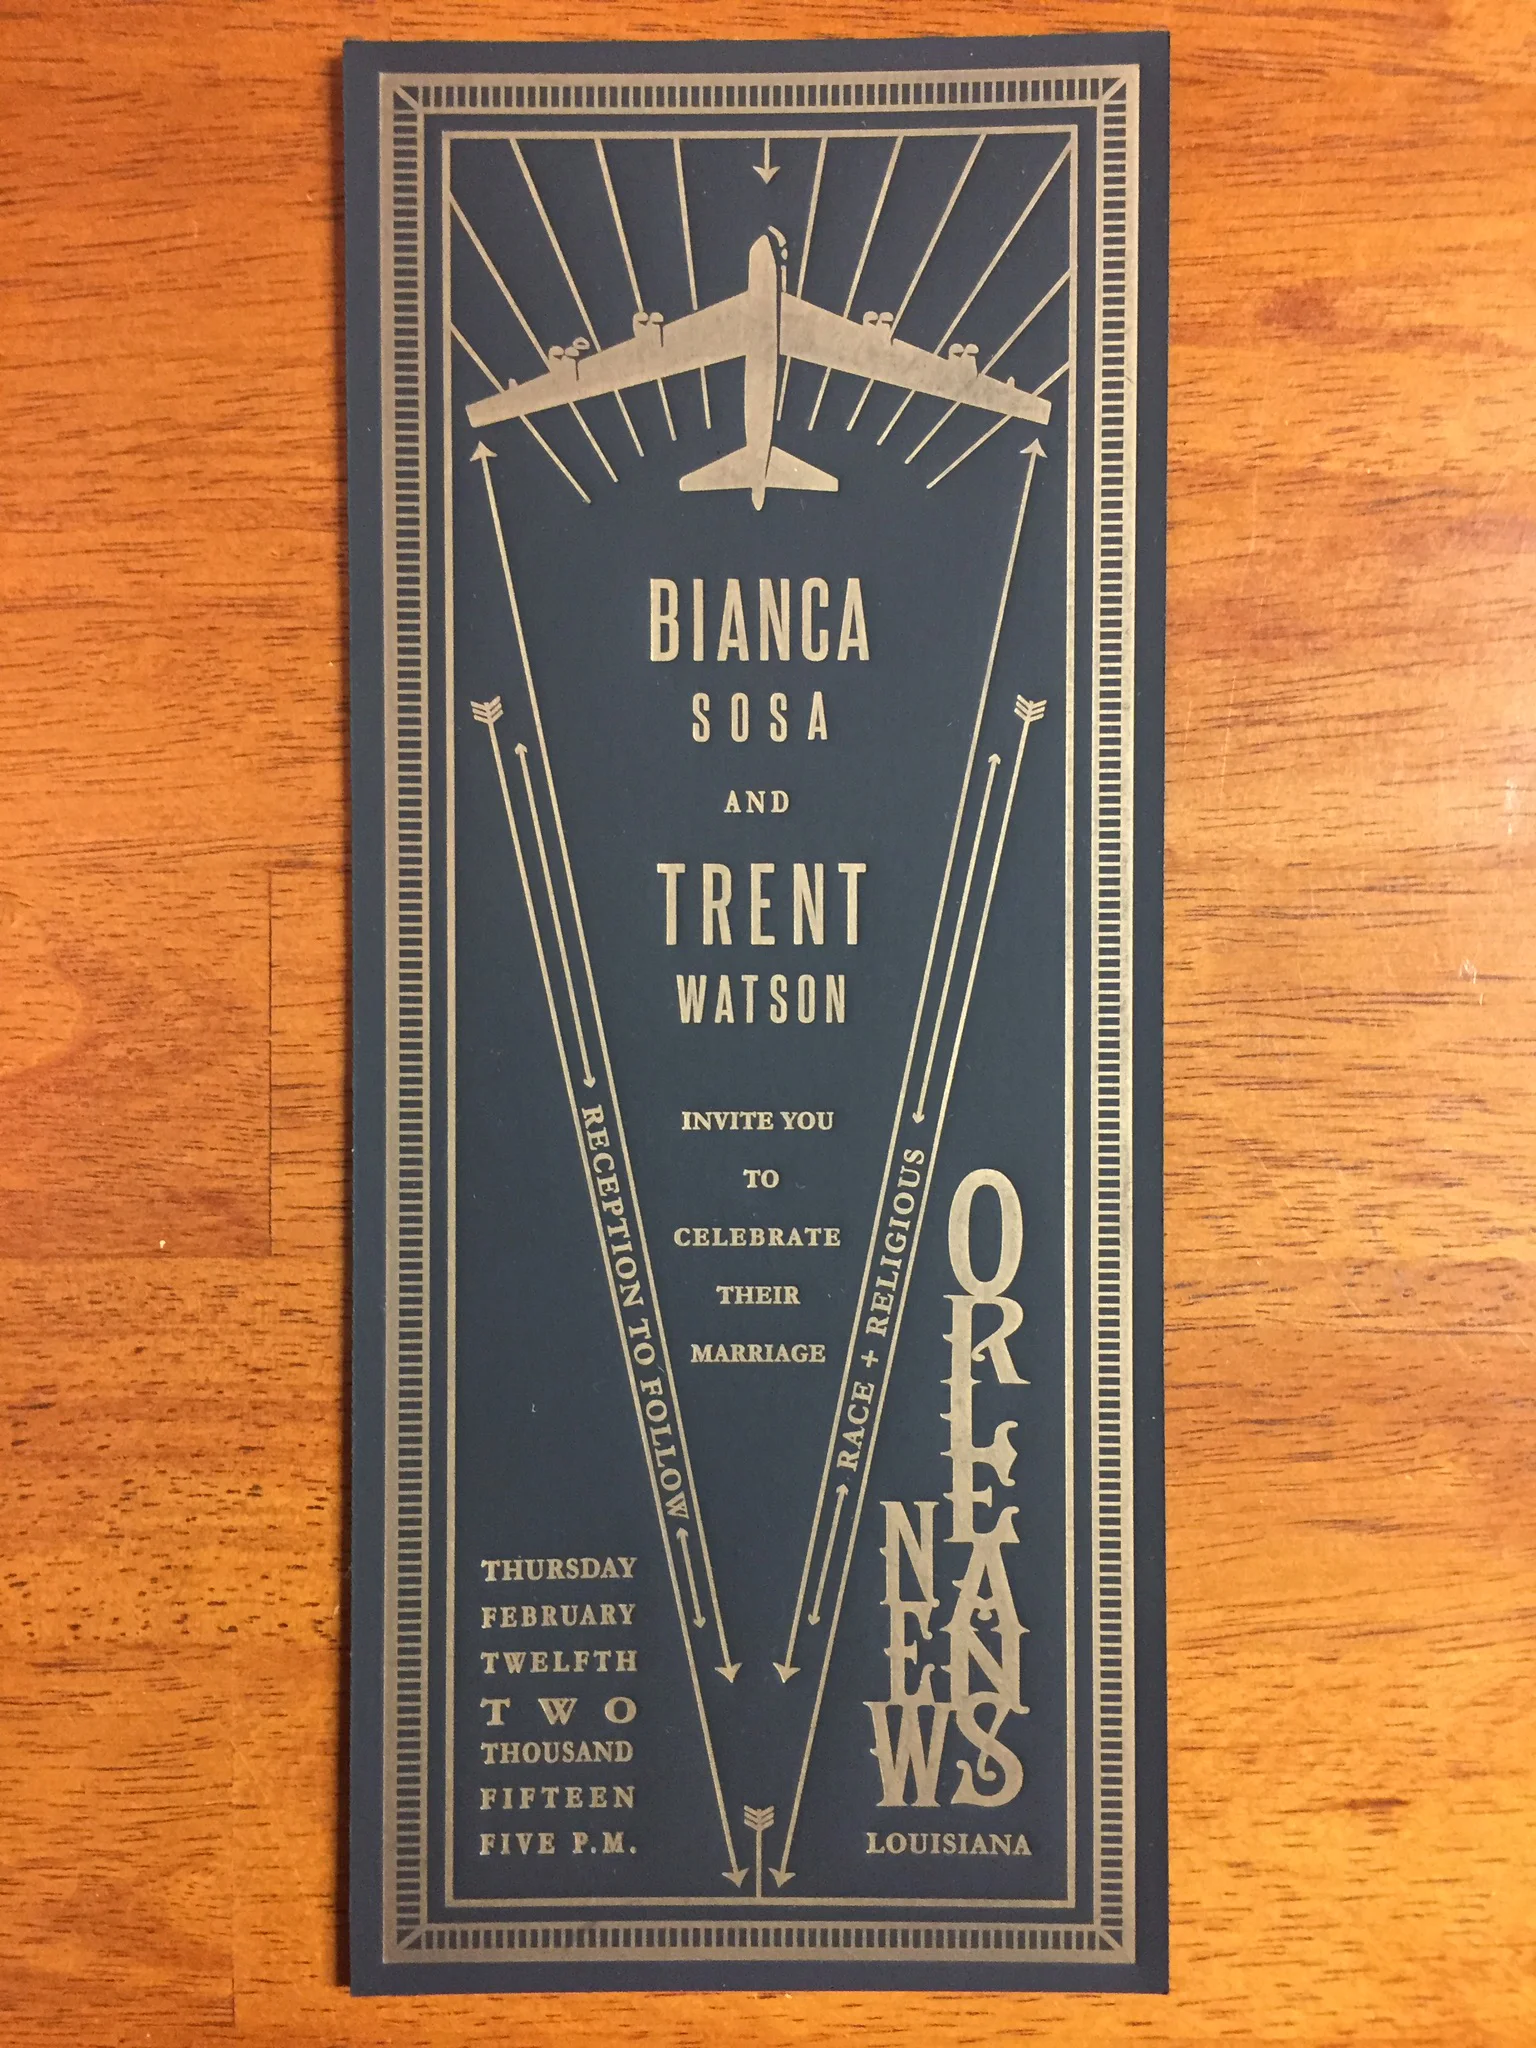 BIANCA
SOSA
AND
TRENT
WATSON
INVITE YOU
TO
CELEBRATE
THEIR
MARRIAGE
RECEPTION TO FOLLOW
RACE + RELIGIOUS
THURSDAY
FEBRUARY
TWELFTH
TWO
THOUSAND
FIFTEEN
FIVE P.M.
NEW
ORLEANS
LOUISIANA